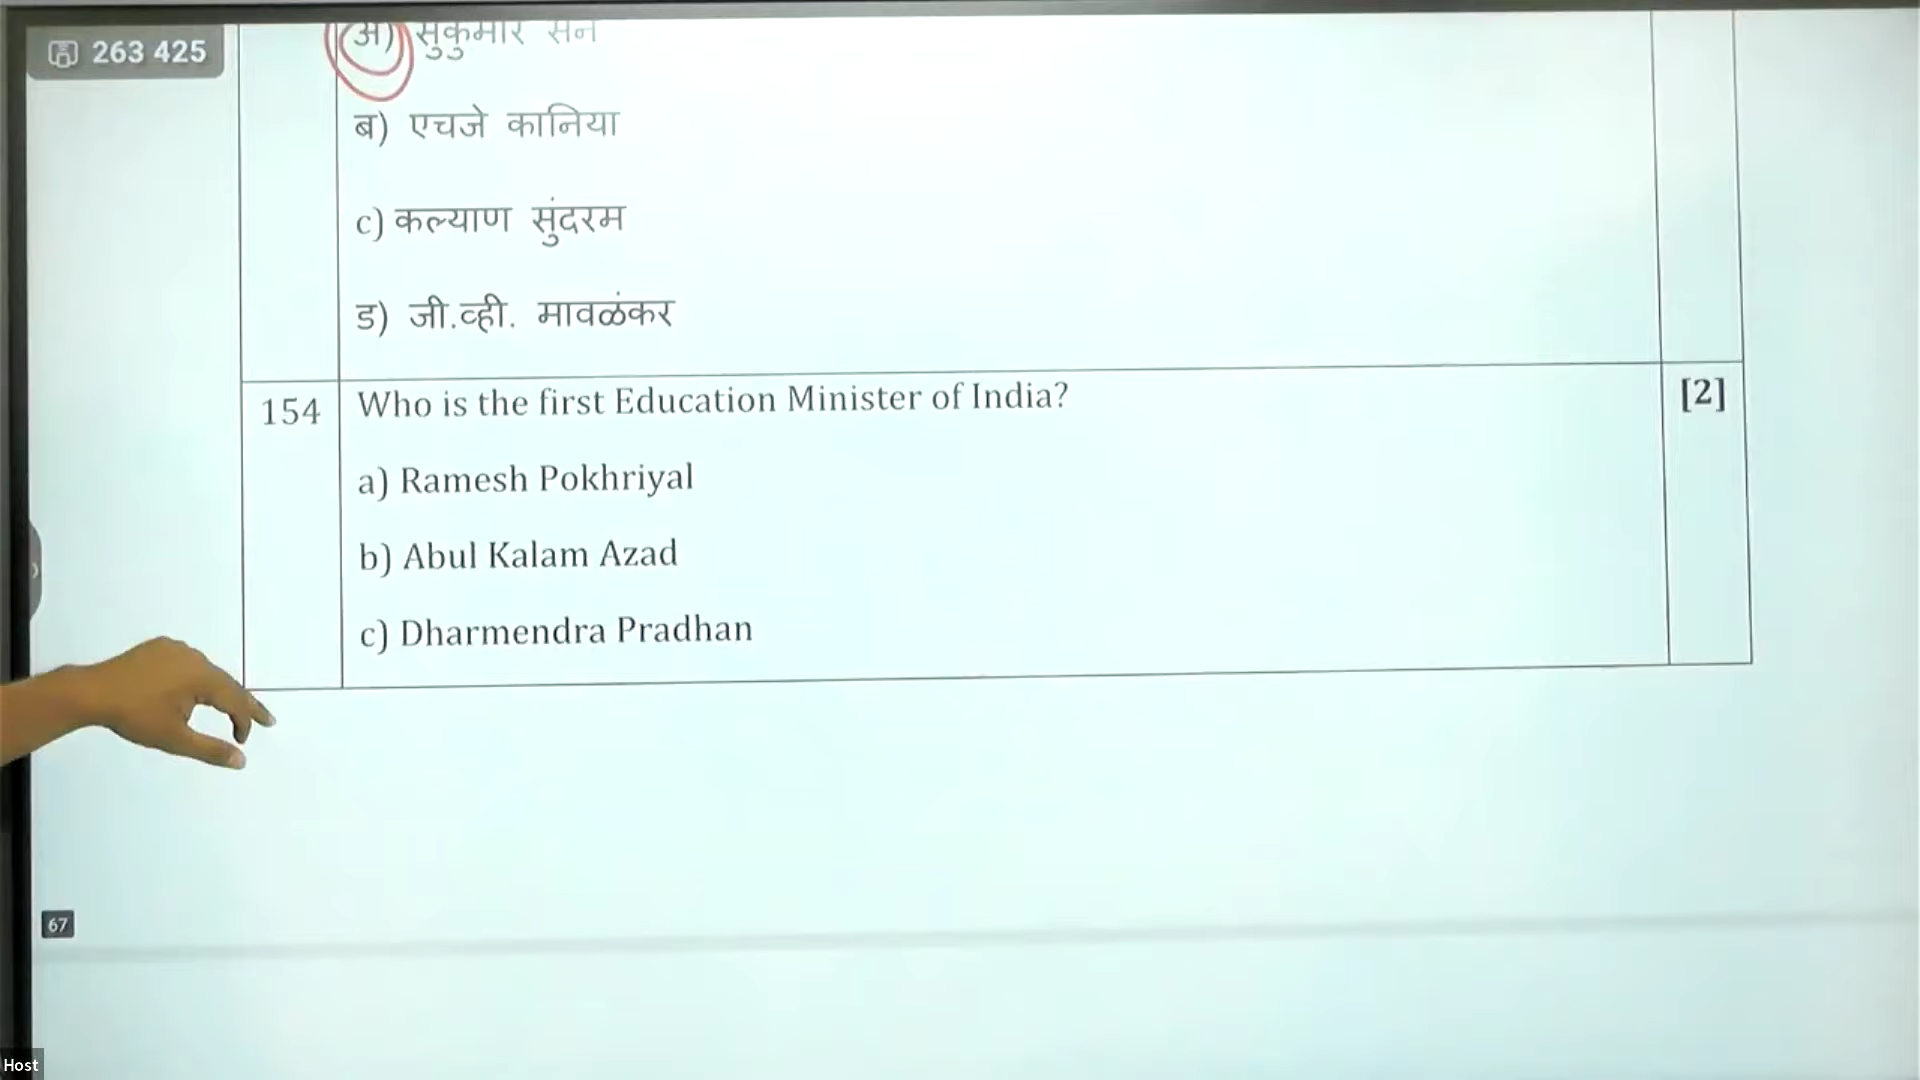 263 425
अ) सुकुमार सेन
ब) एचजे कानिया
c) कल्याण सुंदरम
ड) जी.व्ही. मावळंकर
154 Who is the first Education Minister of India? [2]
a) Ramesh Pokhriyal
b) Abul Kalam Azad
c) Dharmendra Pradhan
67
Host